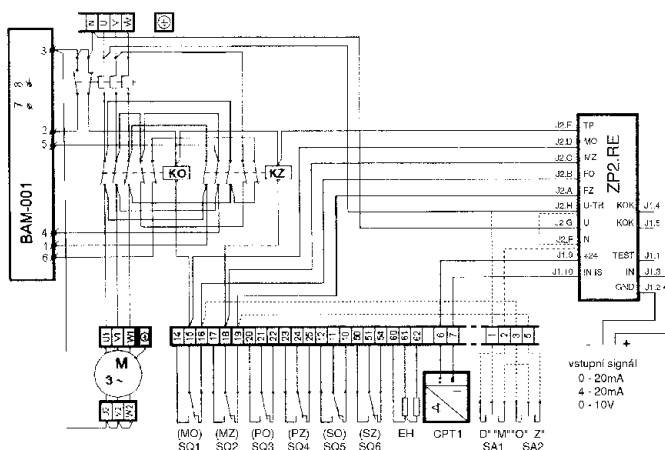 N U V W
3
7 8
2
5
BAM-001
4
1
6
KO
KZ
J2.E TP
J2.D MO
J2.C MZ
J2.B FO
J2.A FZ
J2.H U-TR
J2.G U
J2.F N
J1.9 +24
J1.10 IN IS
ZP2.RE
KOK J1.4
KOK J1.5
TEST J1.1
IN J1.3
GND J1.2
U1 V1 W1
M
3 ~
V2 W2
14 15 16 17 18 19 20 21 22 23 24 25
10 50 51 54 60 61 62 6 7
2 3 5
- +
vstupní signál
0 - 20mA
4 - 20mA
0 - 10V
(MO) (MZ) (PO) (PZ) (SO) (SZ) EH CPT1
SQ1 SQ2 SQ3 SQ4 SQ5 SQ6
SA1 SA2